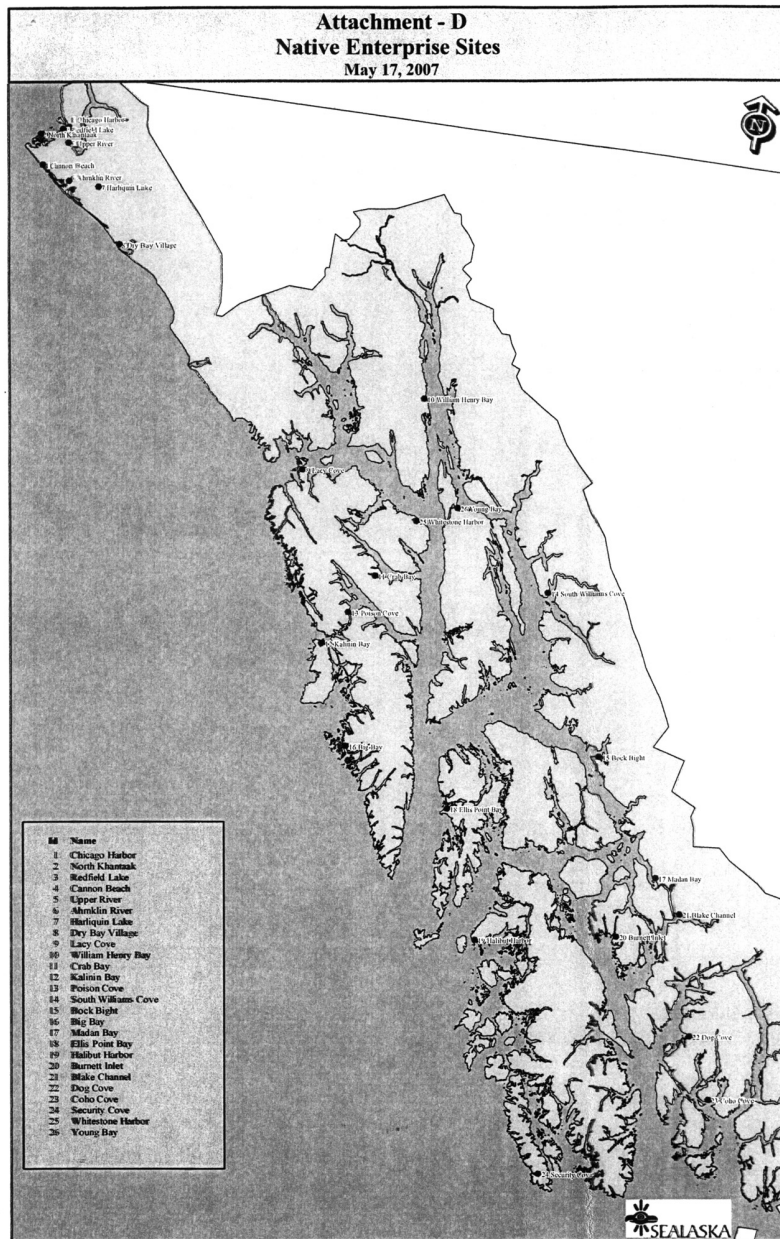 Attachment - D
Native Enterprise Sites
May 17, 2007
N
1 Chicago Harbor
Redfield Lake
North Khantaak
Upper River
Cannon Beach
Ahrnklin River
7 Harliquin Lake
Dry Bay Village
10 William Henry Bay
Lacy Cove
26 Young Bay
25 Whitestone Harbor
Crab Bay
14 South Williams Cove
13 Poison Cove
12 Kalinin Bay
16 Big Bay
15 Bock Bight
18 Ellis Point Bay
17 Madan Bay
21 Blake Channel
20 Burnett Inlet
19 Halibut Harbor
22 Dog Cove
23 Coho Cove
24 Security Cove
Id Name
1 Chicago Harbor
2 North Khantaak
3 Redfield Lake
4 Cannon Beach
5 Upper River
6 Ahrnklin River
7 Harliquin Lake
8 Dry Bay Village
9 Lacy Cove
10 William Henry Bay
11 Crab Bay
12 Kalinin Bay
13 Poison Cove
14 South Williams Cove
15 Bock Bight
16 Big Bay
17 Madan Bay
18 Ellis Point Bay
19 Halibut Harbor
20 Burnett Inlet
21 Blake Channel
22 Dog Cove
23 Coho Cove
24 Security Cove
25 Whitestone Harbor
26 Young Bay
SEALASKA